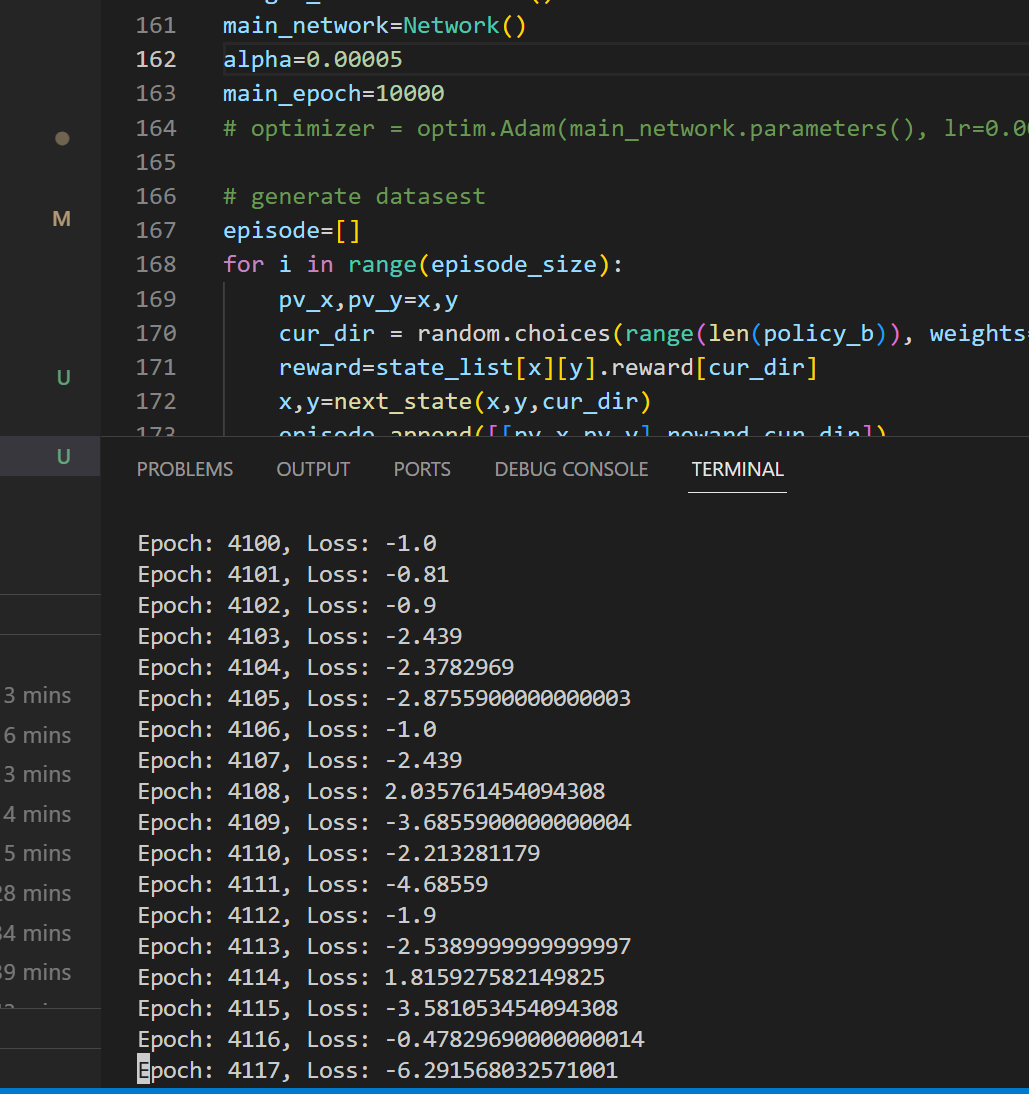 161 main_network=Network()
162 alpha=0.00005
163 main_epoch=10000
164 # optimizer = optim.Adam(main_network.parameters(), lr=0.00
165
M
166 # generate datasest
167 episode=[]
168 for i in range(episode_size):
169 pv_x,pv_y=x,y
170 cur_dir = random.choices(range(len(policy_b)), weights=
U
171 reward=state_list[x][y].reward[cur_dir]
172 x,y=next_state(x,y,cur_dir)
173 episode.append([[pv_x,pv_y],reward,cur_dir])
U
PROBLEMS OUTPUT PORTS DEBUG CONSOLE TERMINAL
Epoch: 4100, Loss: -1.0
Epoch: 4101, Loss: -0.81
Epoch: 4102, Loss: -0.9
Epoch: 4103, Loss: -2.439
Epoch: 4104, Loss: -2.3782969
Epoch: 4105, Loss: -2.8755900000000003
Epoch: 4106, Loss: -1.0
Epoch: 4107, Loss: -2.439
Epoch: 4108, Loss: 2.035761454094308
Epoch: 4109, Loss: -3.6855900000000004
Epoch: 4110, Loss: -2.213281179
Epoch: 4111, Loss: -4.68559
Epoch: 4112, Loss: -1.9
Epoch: 4113, Loss: -2.5389999999999997
Epoch: 4114, Loss: 1.815927582149825
Epoch: 4115, Loss: -3.581053454094308
Epoch: 4116, Loss: -0.47829690000000014
Epoch: 4117, Loss: -6.291568032571001
3 mins
6 mins
3 mins
4 mins
5 mins
28 mins
34 mins
39 mins